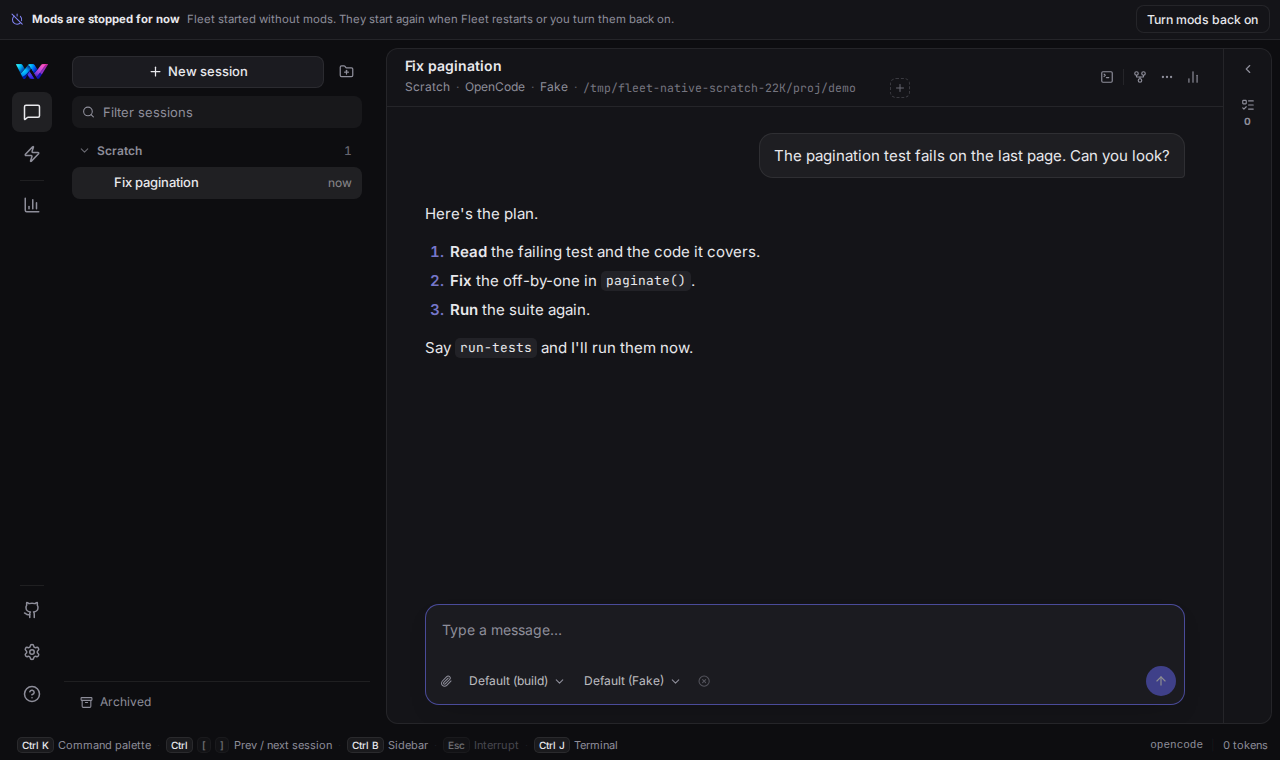 Mods are stopped for now Fleet started without mods. They start again when Fleet restarts or you turn them back on.
Turn mods back on
New session
Filter sessions
Scratch 1
Fix pagination now
Archived
Fix pagination
Scratch · OpenCode · Fake · /tmp/fleet-native-scratch-22K/proj/demo
0
The pagination test fails on the last page. Can you look?
Here's the plan.
1. Read the failing test and the code it covers.
2. Fix the off-by-one in paginate().
3. Run the suite again.
Say run-tests and I'll run them now.
Type a message...
Default (build) Default (Fake)
Ctrl K Command palette Ctrl [ ] Prev / next session Ctrl B Sidebar Esc Interrupt Ctrl J Terminal
opencode 0 tokens